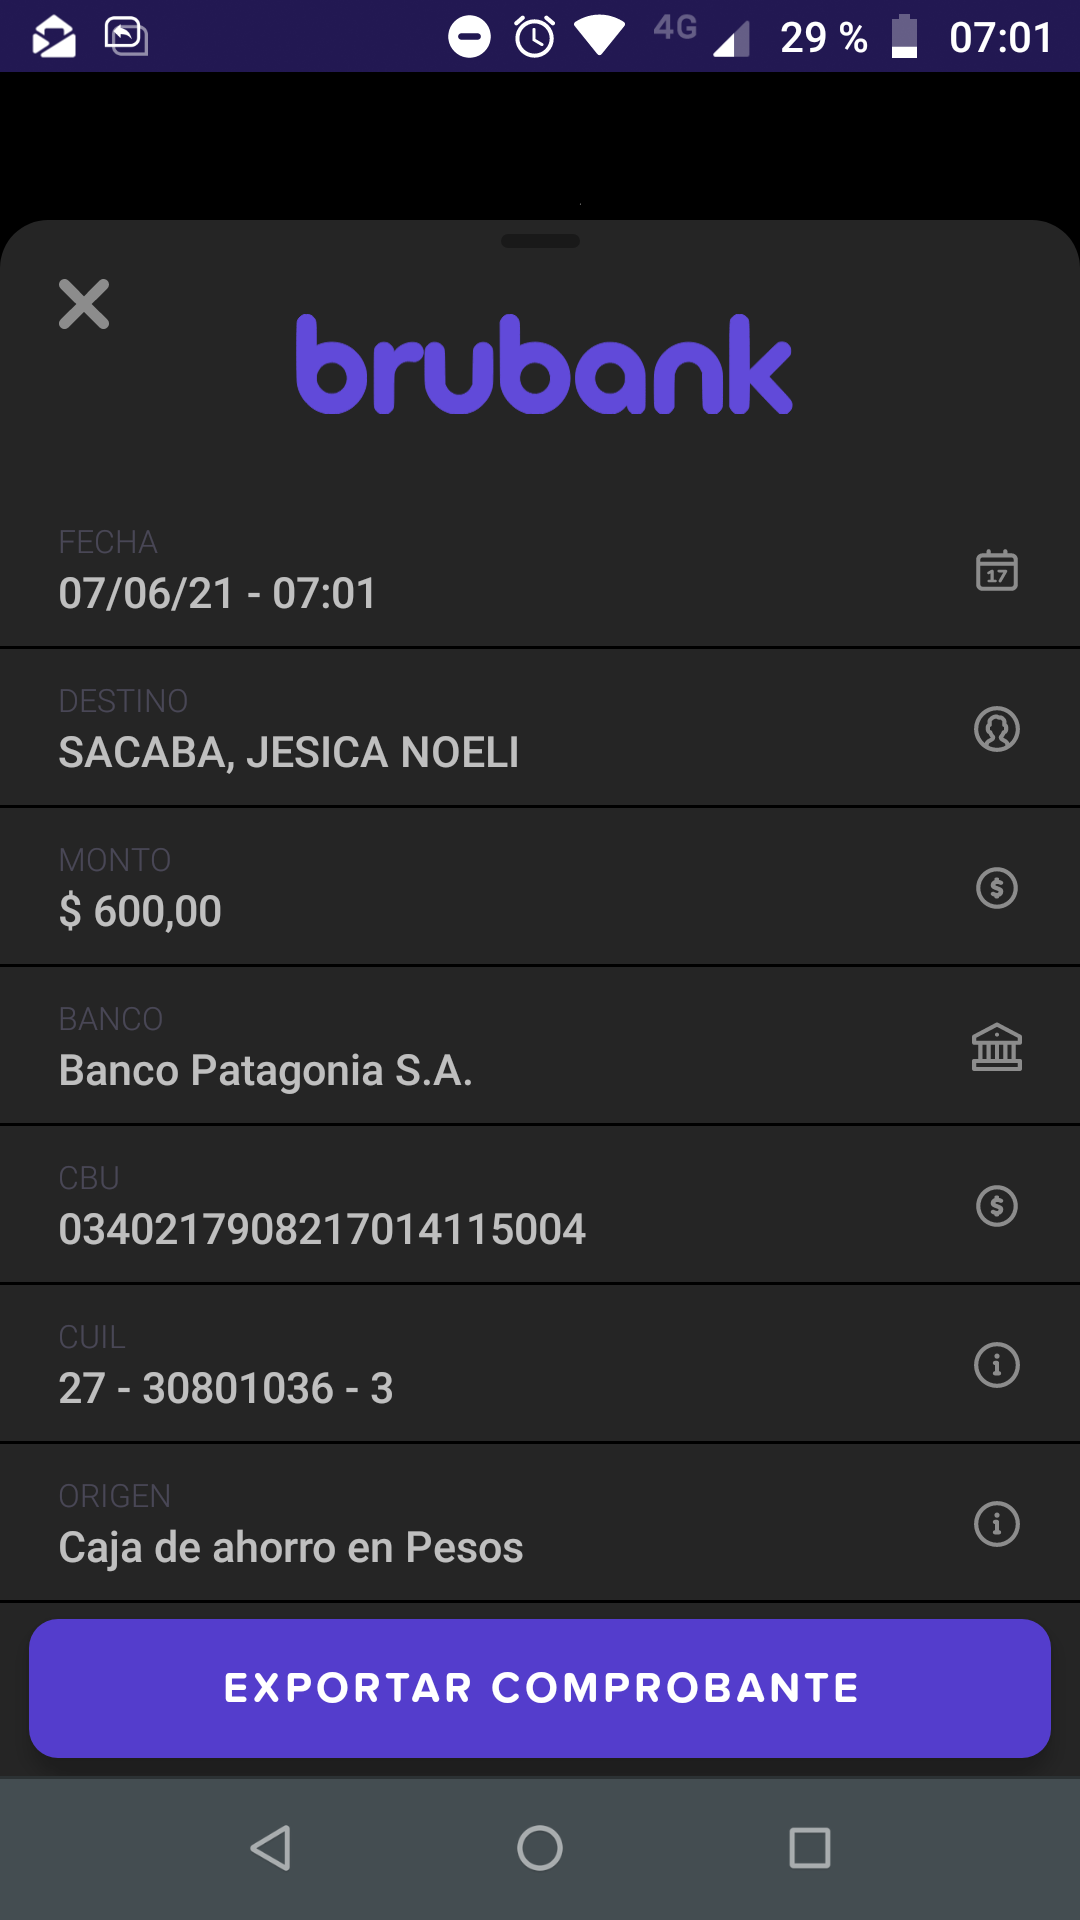 4G 29 % 07:01
brubank
FECHA
07/06/21 - 07:01
17
DESTINO
SACABA, JESICA NOELI
MONTO
$ 600,00
$
BANCO
Banco Patagonia S.A.
CBU
0340217908217014115004
$
CUIL
27 - 30801036 - 3
i
ORIGEN
Caja de ahorro en Pesos
i
EXPORTAR COMPROBANTE